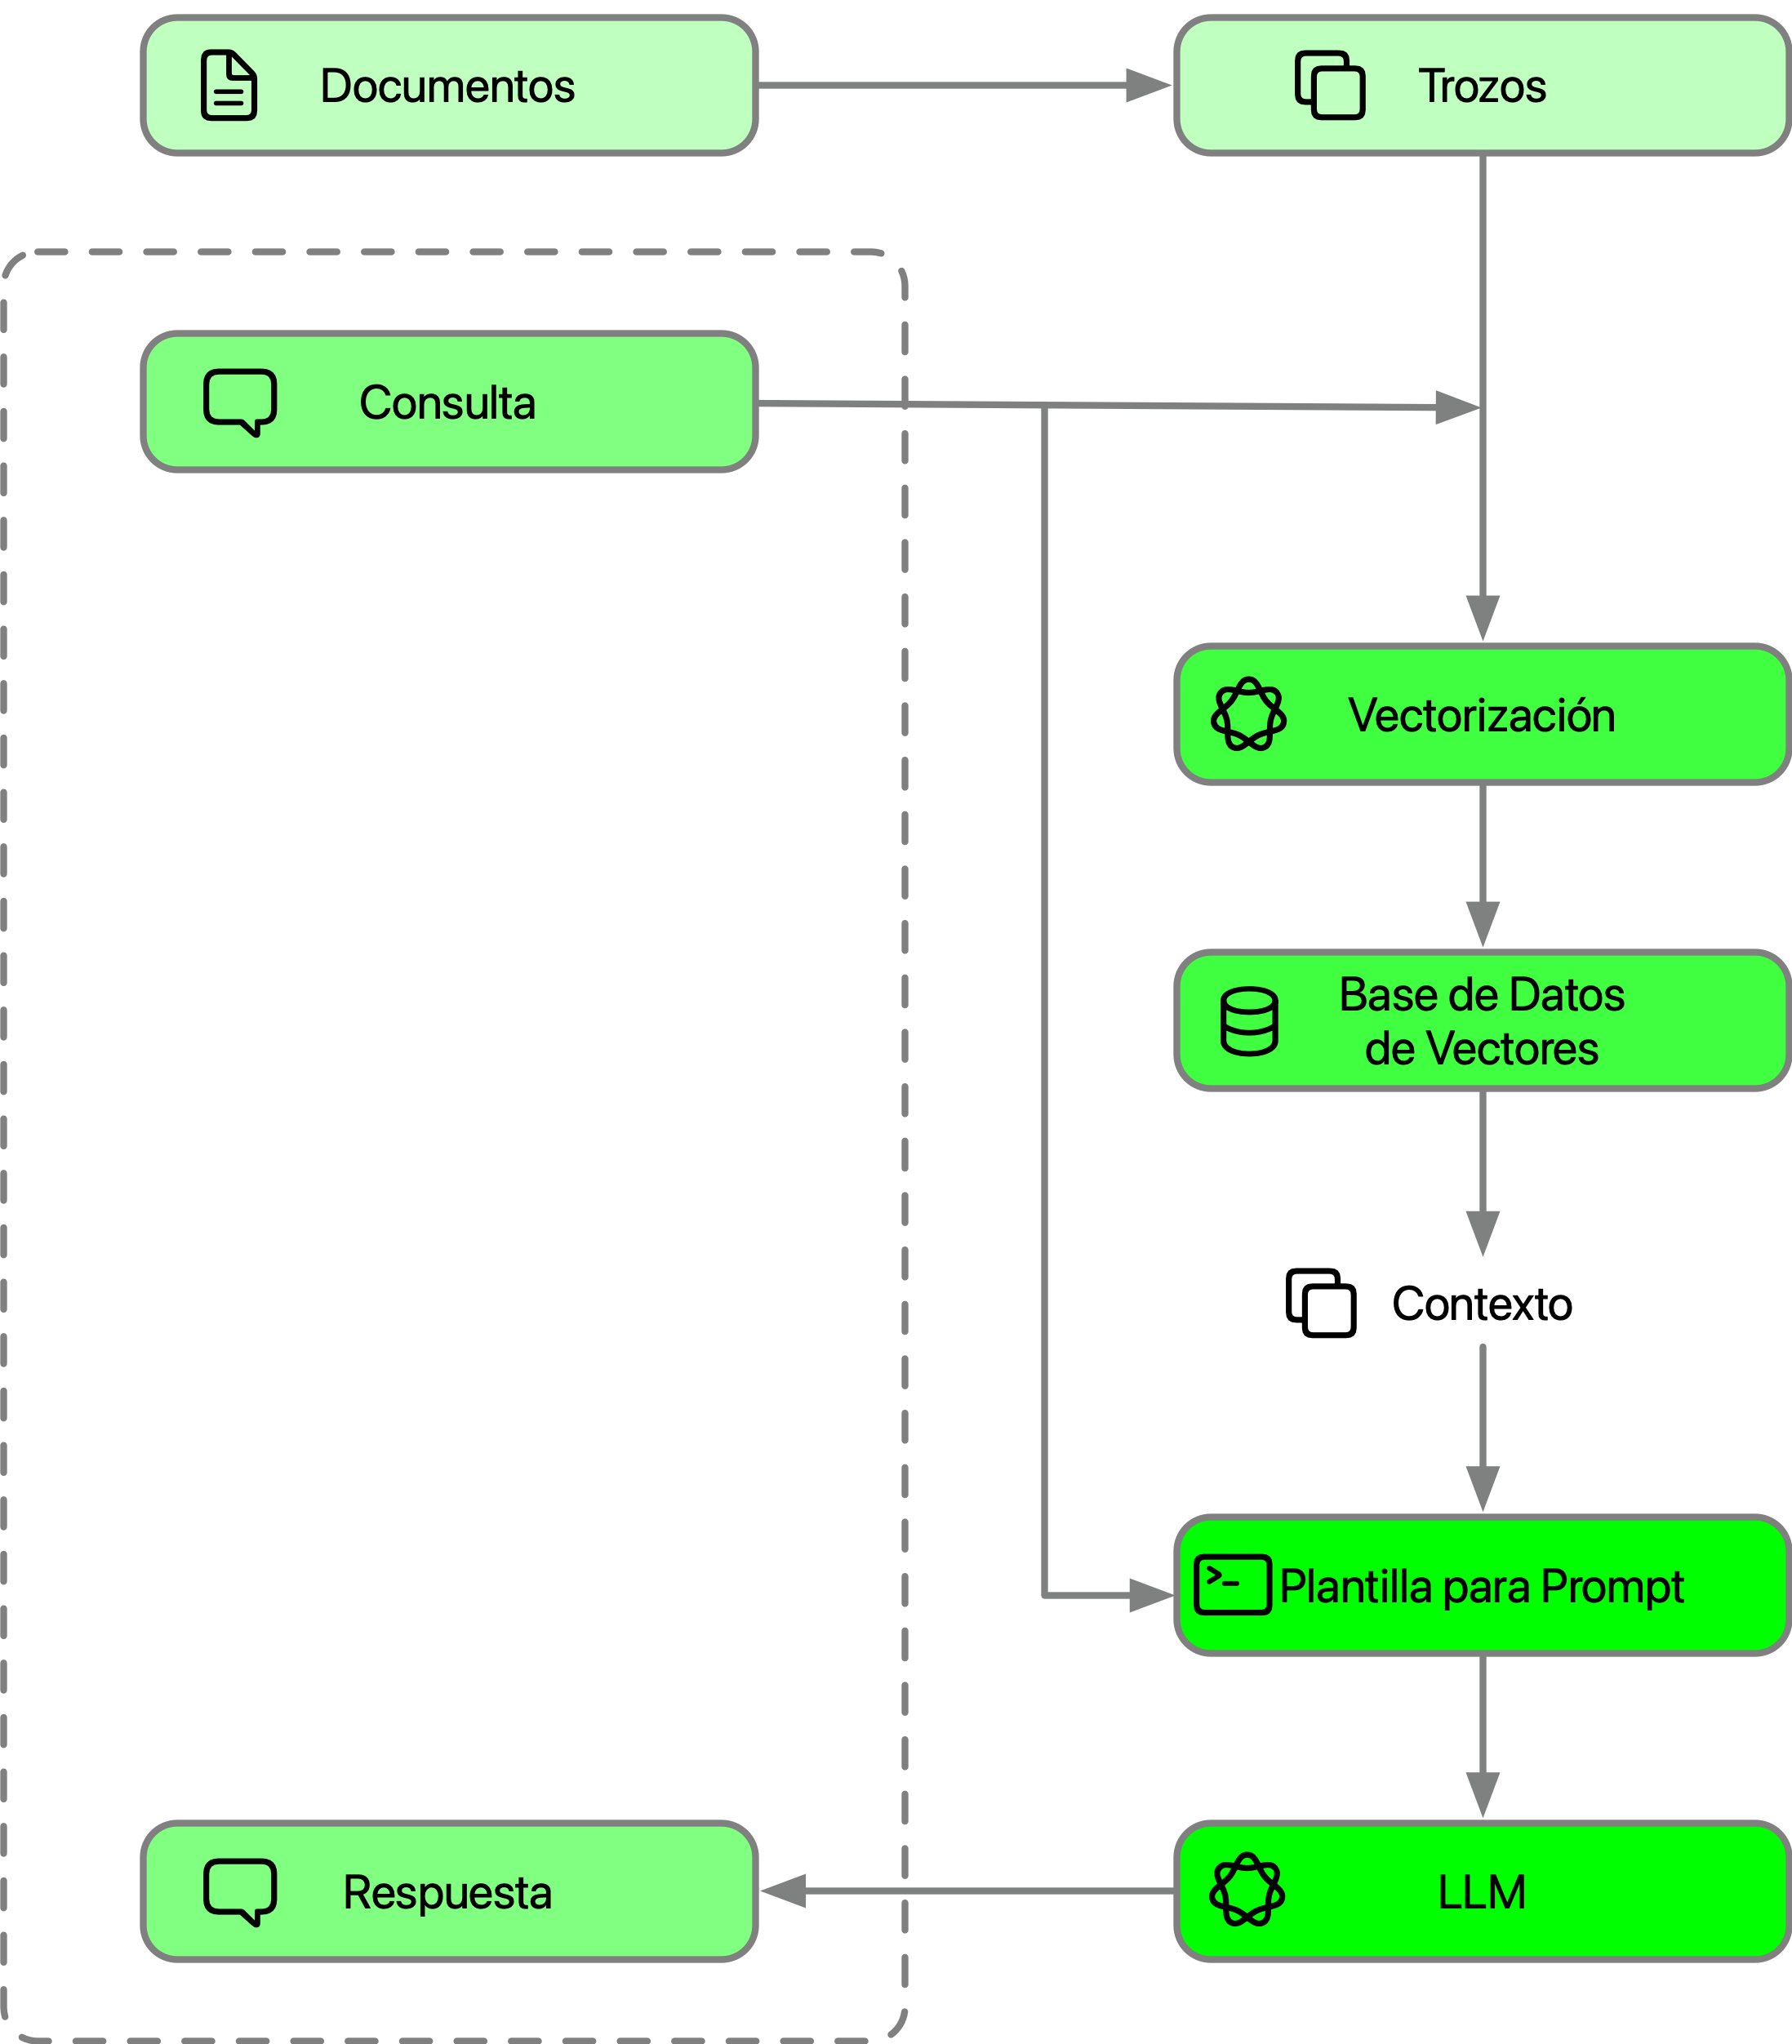 Documentos
Trozos
Consulta
Vectorización
Base de Datos
de Vectores
Contexto
Plantilla para Prompt
Respuesta
LLM